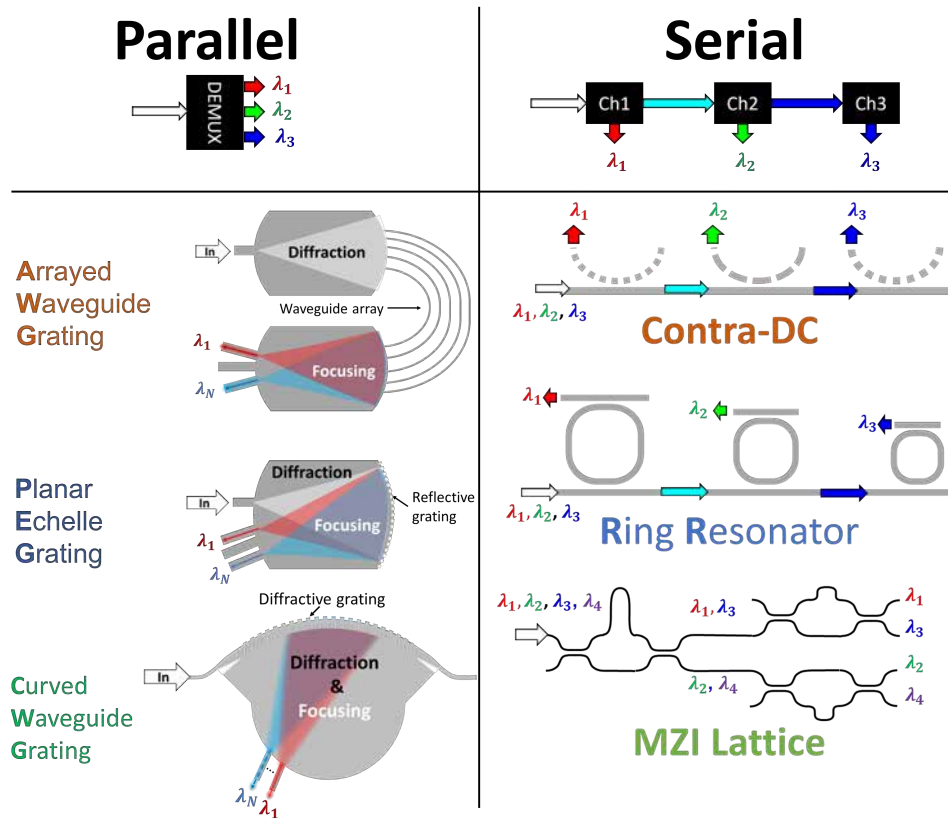 Parallel
DEMUX
λ₁
λ₂
λ₃
Serial
Ch1
Ch2
Ch3
λ₁
λ₂
λ₃
Arrayed
Waveguide
Grating
In
Diffraction
Waveguide array
λ₁
λN
Focusing
Planar
Echelle
Grating
In
Diffraction
Focusing
Reflective
grating
λ₁
λN
Curved
Waveguide
Grating
Diffractive grating
In
Diffraction
&
Focusing
λN
...
λ₁
λ₁
λ₂
λ₃
λ₁, λ₂, λ₃
Contra-DC
λ₁
λ₂
λ₃
λ₁, λ₂, λ₃
Ring Resonator
λ₁, λ₂, λ₃, λ₄
λ₁, λ₃
λ₁
λ₃
λ₂
λ₂, λ₄
λ₄
MZI Lattice